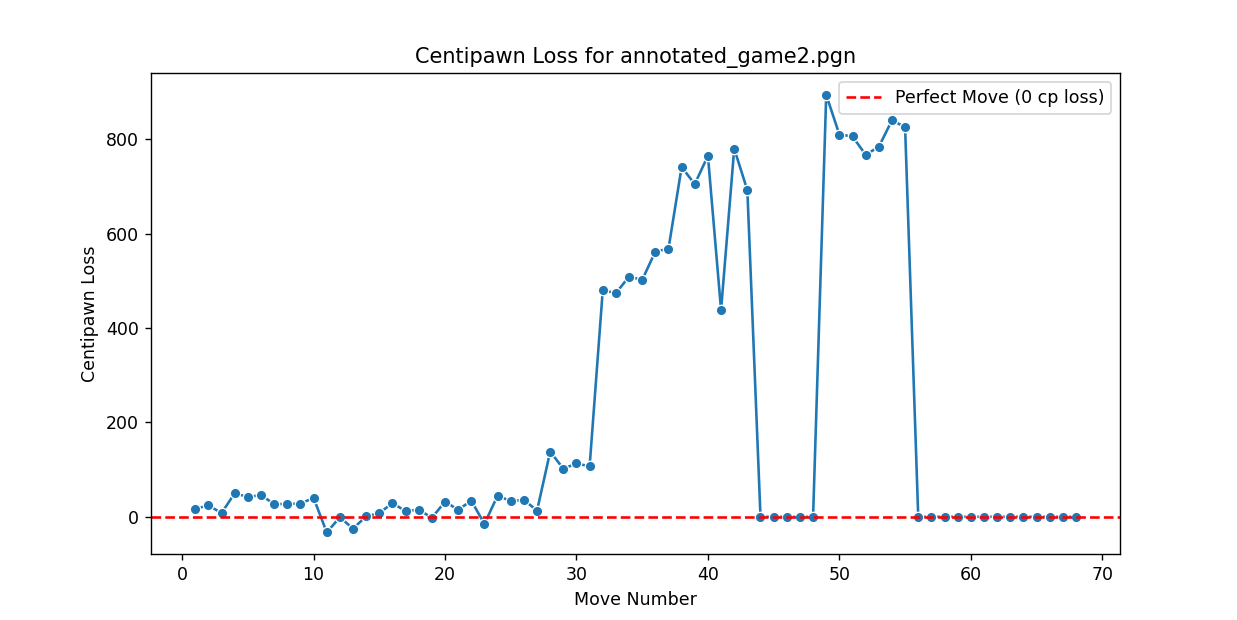 Centipawn Loss for annotated_game2.pgn
Perfect Move (0 cp loss)
Centipawn Loss
800
600
400
200
0
0 10 20 30 40 50 60 70
Move Number